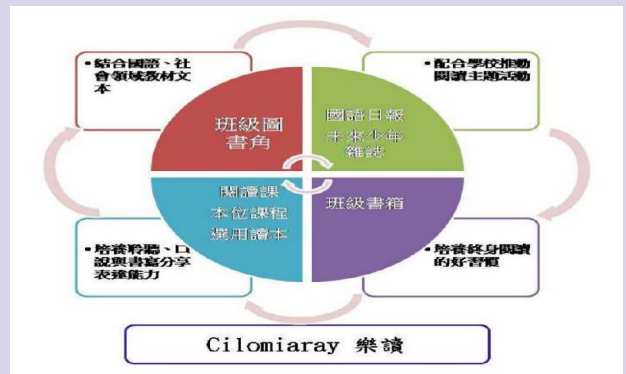 •結合國語、社
會領域教材文
本
•配合學校推動
閱讀主題活動
班級圖
書角
國語日報
未來少年
雜誌
閱讀課
本位課程
選用讀本
班級書箱
•培養聆聽、口
說與書寫分享
表達能力
•培養終身閱讀
的好習慣
Cilomiaray 樂讀